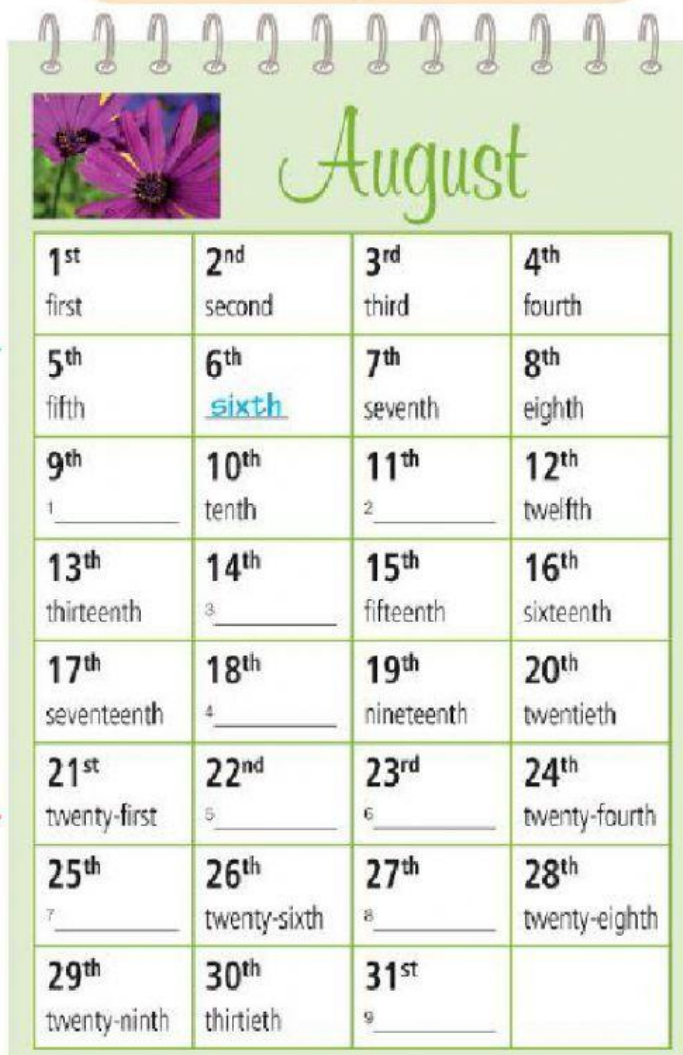 August
1st 2nd 3rd 4th
first second third fourth
5th 6th 7th 8th
fifth sixth seventh eighth
9th 10th 11th 12th
1 tenth 2 twelfth
13th 14th 15th 16th
thirteenth 3 fifteenth sixteenth
17th 18th 19th 20th
seventeenth 4 nineteenth twentieth
21st 22nd 23rd 24th
twenty-first 5 6 twenty-fourth
25th 26th 27th 28th
7 twenty-sixth 8 twenty-eighth
29th 30th 31st
twenty-ninth thirtieth 9